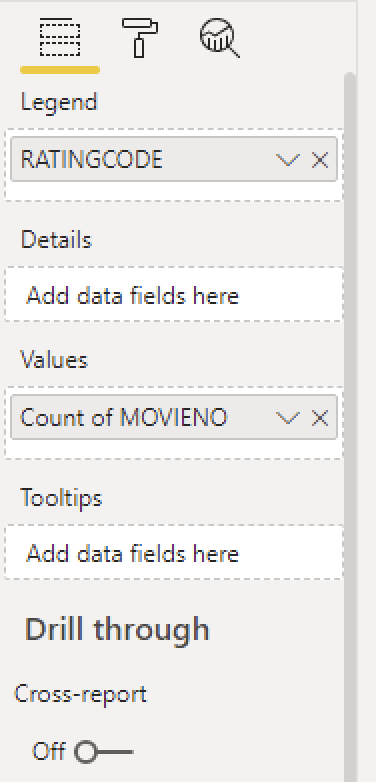 Legend
RATINGCODE
Details
Add data fields here
Values
Count of MOVIENO
Tooltips
Add data fields here
Drill through
Cross-report
Off